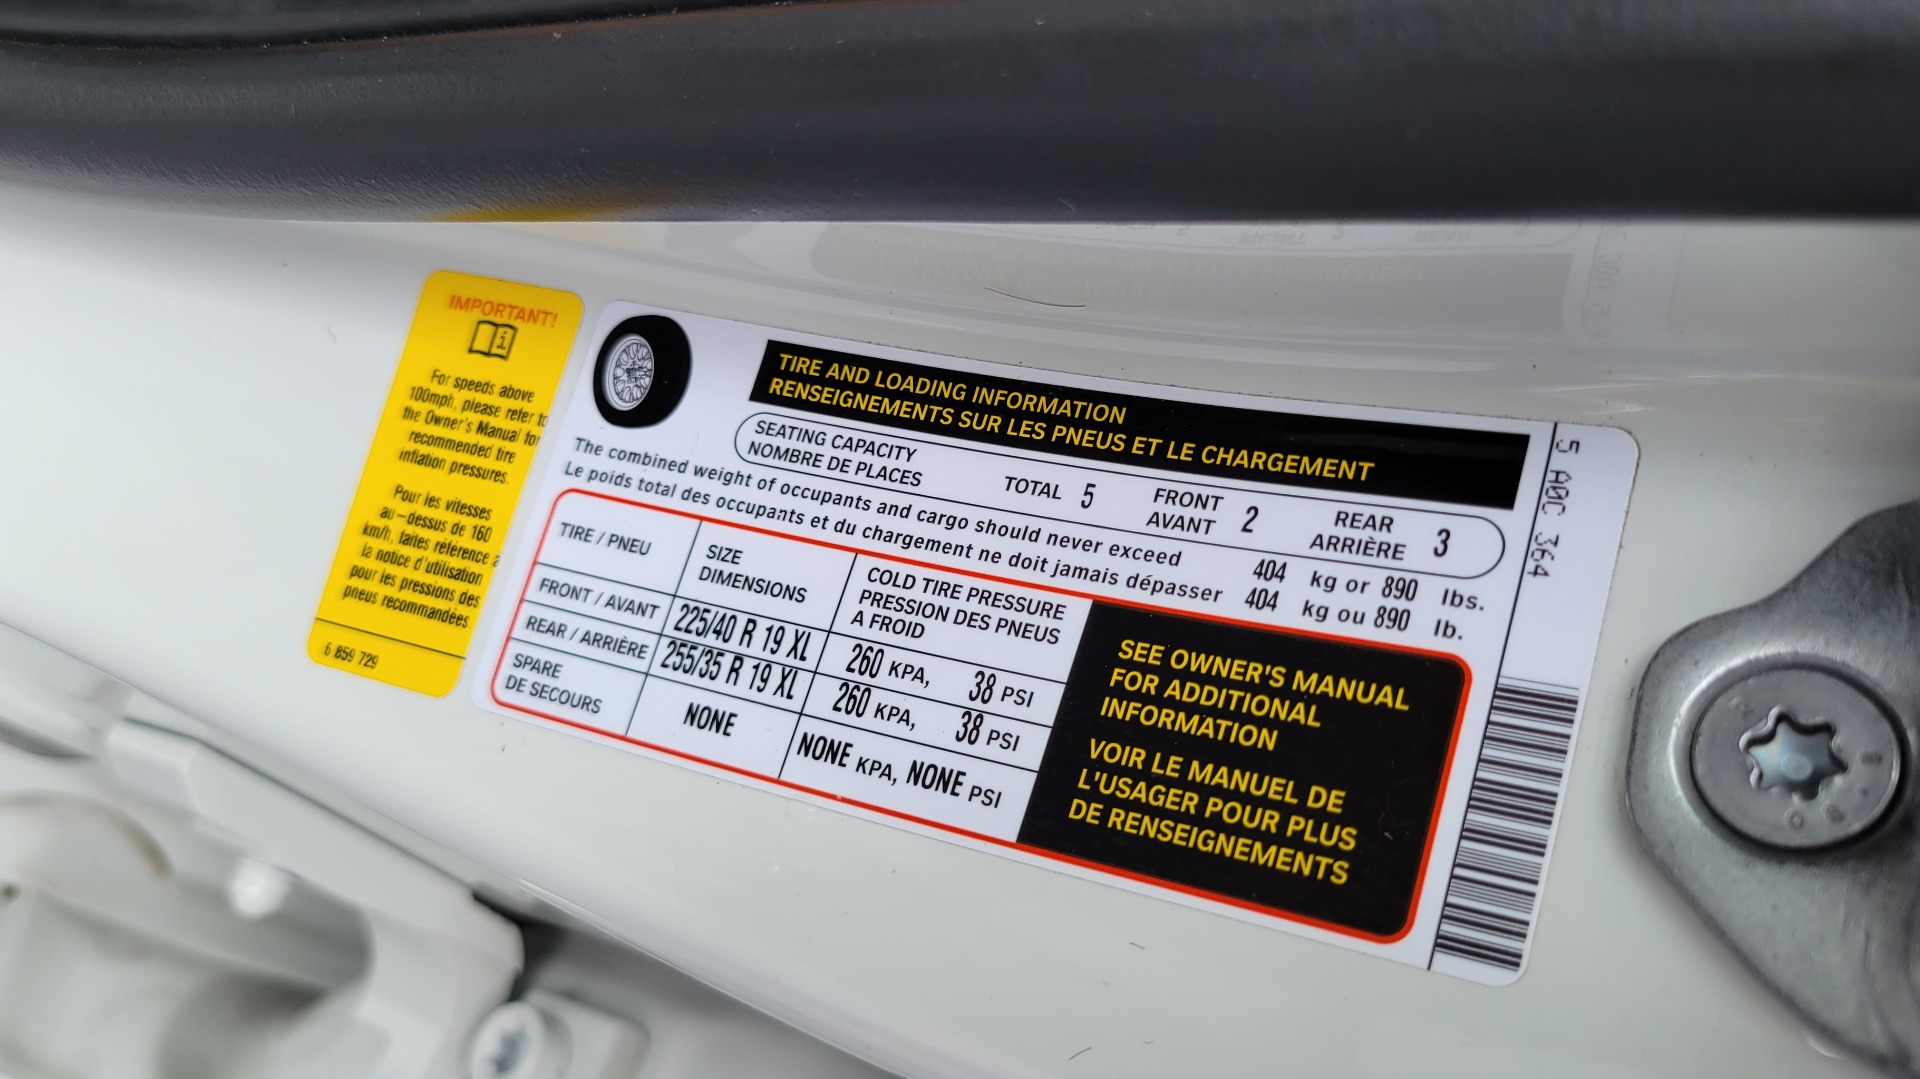 IMPORTANT!
For speeds above
100mph, please refer to
the Owner's Manual for
recommended tire
inflation pressures.
Pour les vitesses
au-dessus de 160
km/h, faites référence à
la notice d'utilisation
pour les pressions des
pneus recommandées.
6 859 729
TIRE AND LOADING INFORMATION
RENSEIGNEMENTS SUR LES PNEUS ET LE CHARGEMENT
SEATING CAPACITY
NOMBRE DE PLACES
TOTAL 5
FRONT
AVANT 2
REAR
ARRIÈRE 3
The combined weight of occupants and cargo should never exceed 404 kg or 890 lbs.
Le poids total des occupants et du chargement ne doit jamais dépasser 404 kg ou 890 lb.
TIRE / PNEU
SIZE
DIMENSIONS
COLD TIRE PRESSURE
PRESSION DES PNEUS
A FROID
FRONT / AVANT 225/40 R 19 XL 260 KPA, 38 PSI
REAR / ARRIÈRE 255/35 R 19 XL 260 KPA, 38 PSI
SPARE
DE SECOURS NONE NONE KPA, NONE PSI
SEE OWNER'S MANUAL
FOR ADDITIONAL
INFORMATION
VOIR LE MANUEL DE
L'USAGER POUR PLUS
DE RENSEIGNEMENTS
5 A0C 364